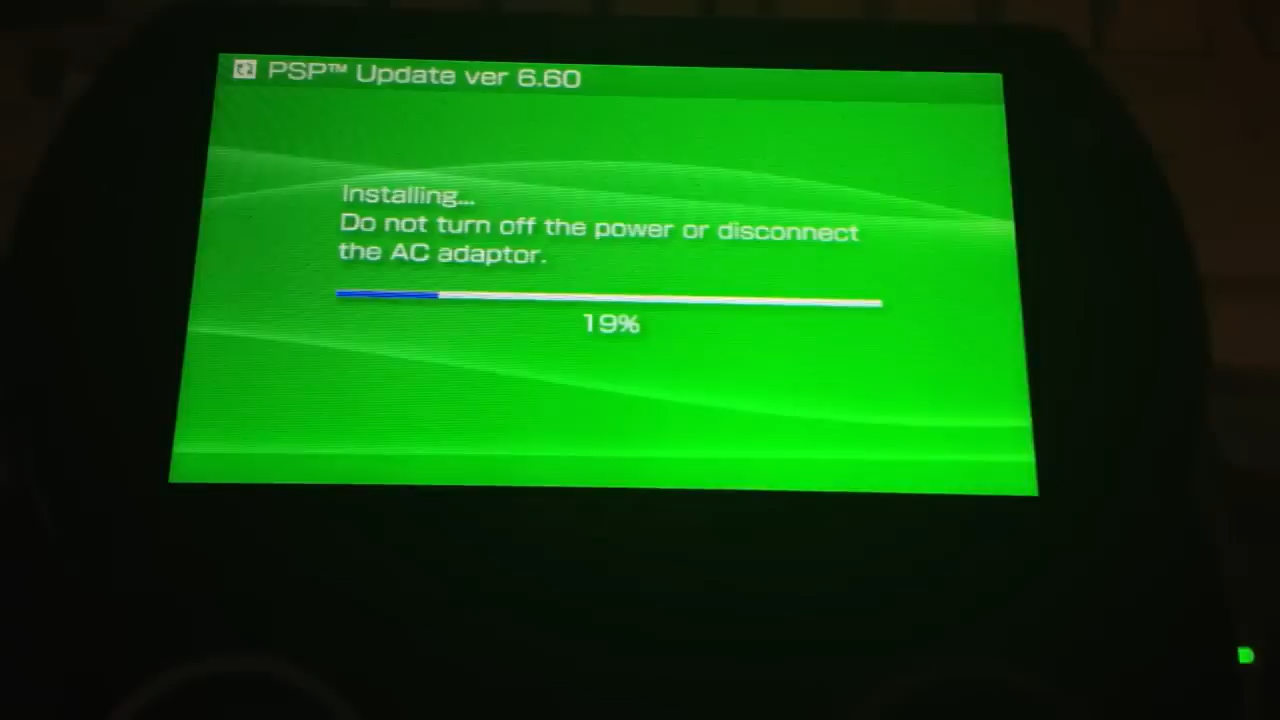 PSP™ Update ver 6.60
Installing...
Do not turn off the power or disconnect
the AC adaptor.
19%